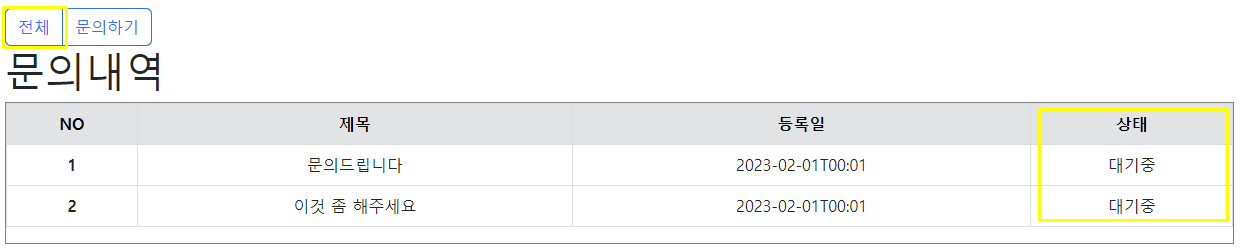 전체 문의하기
문의내역
NO 제목 등록일 상태
1 문의드립니다 2023-02-01T00:01 대기중
2 이것 좀 해주세요 2023-02-01T00:01 대기중